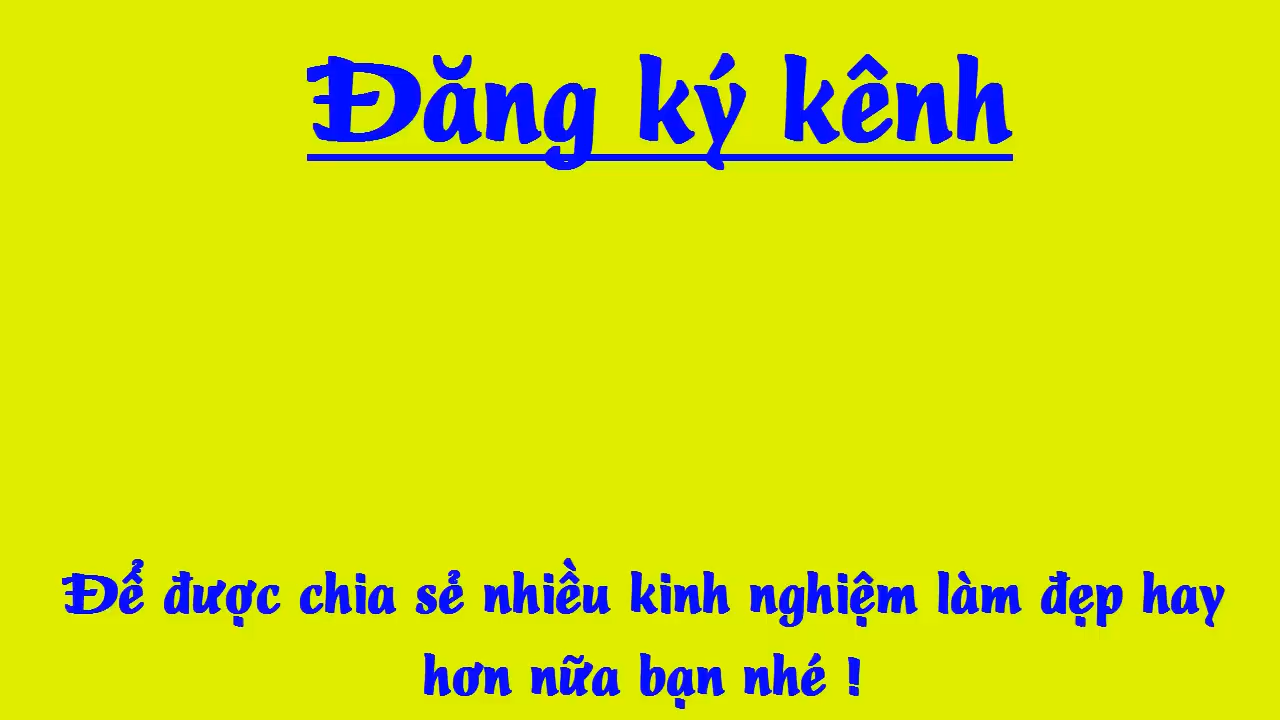 Đăng ký kênh
Để được chia sẻ nhiều kinh nghiệm làm đẹp hay
hơn nữa bạn nhé !